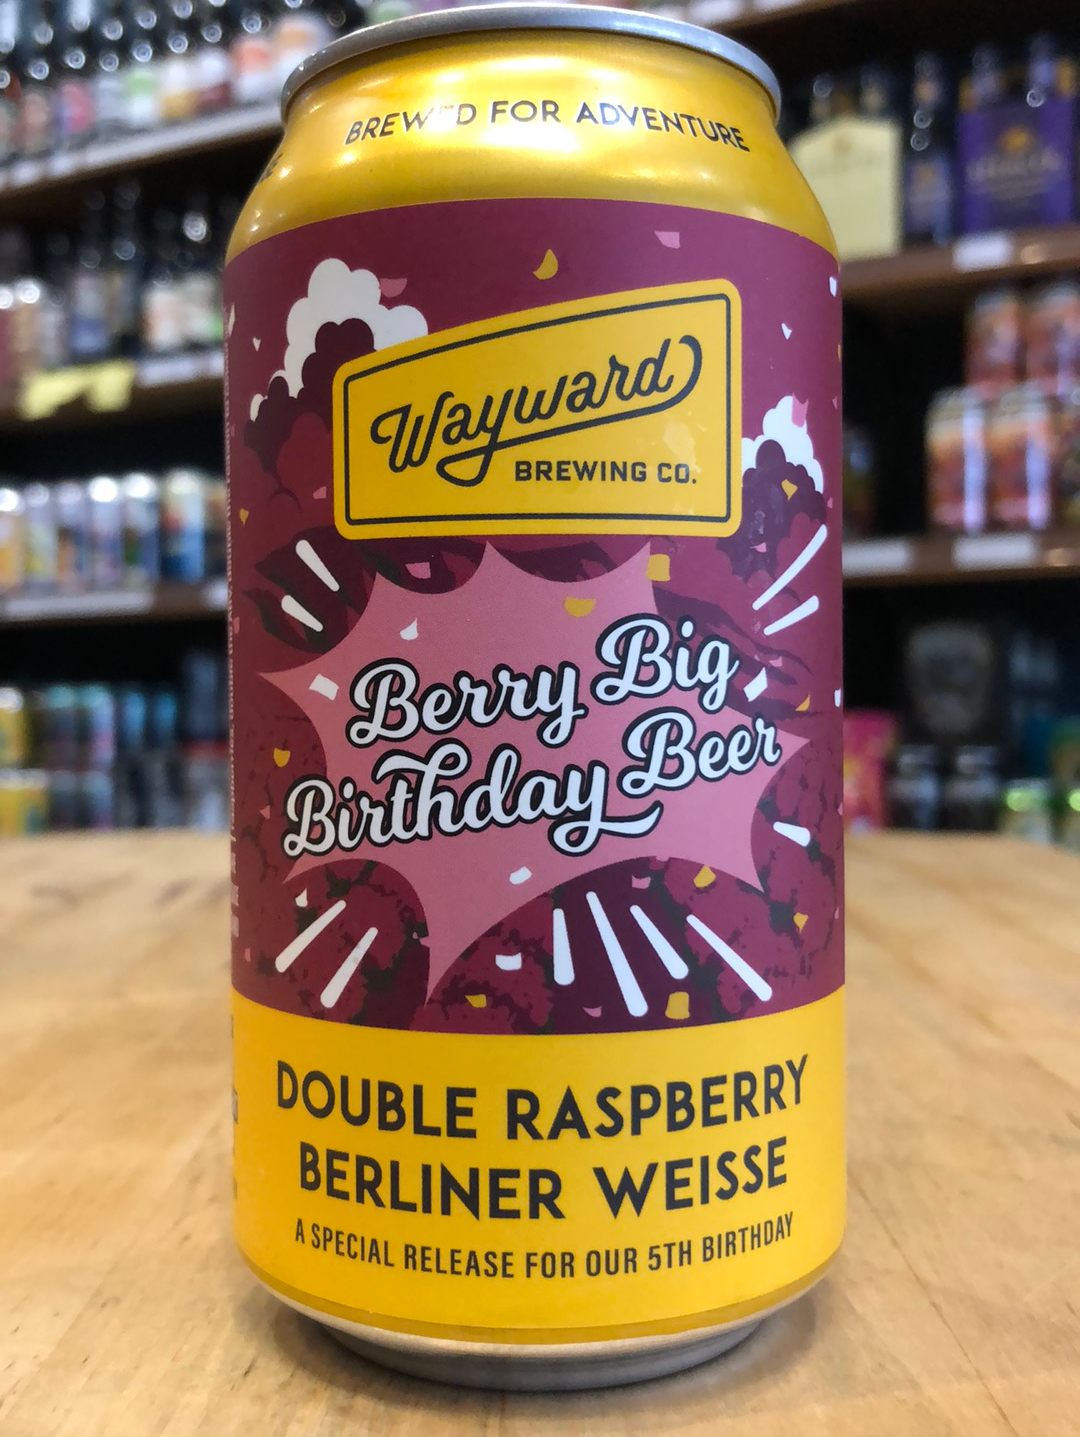 BREWED FOR ADVENTURE
Wayward
BREWING CO.
Berry Big
Birthday Beer
DOUBLE RASPBERRY
BERLINER WEISSE
A SPECIAL RELEASE FOR OUR 5TH BIRTHDAY